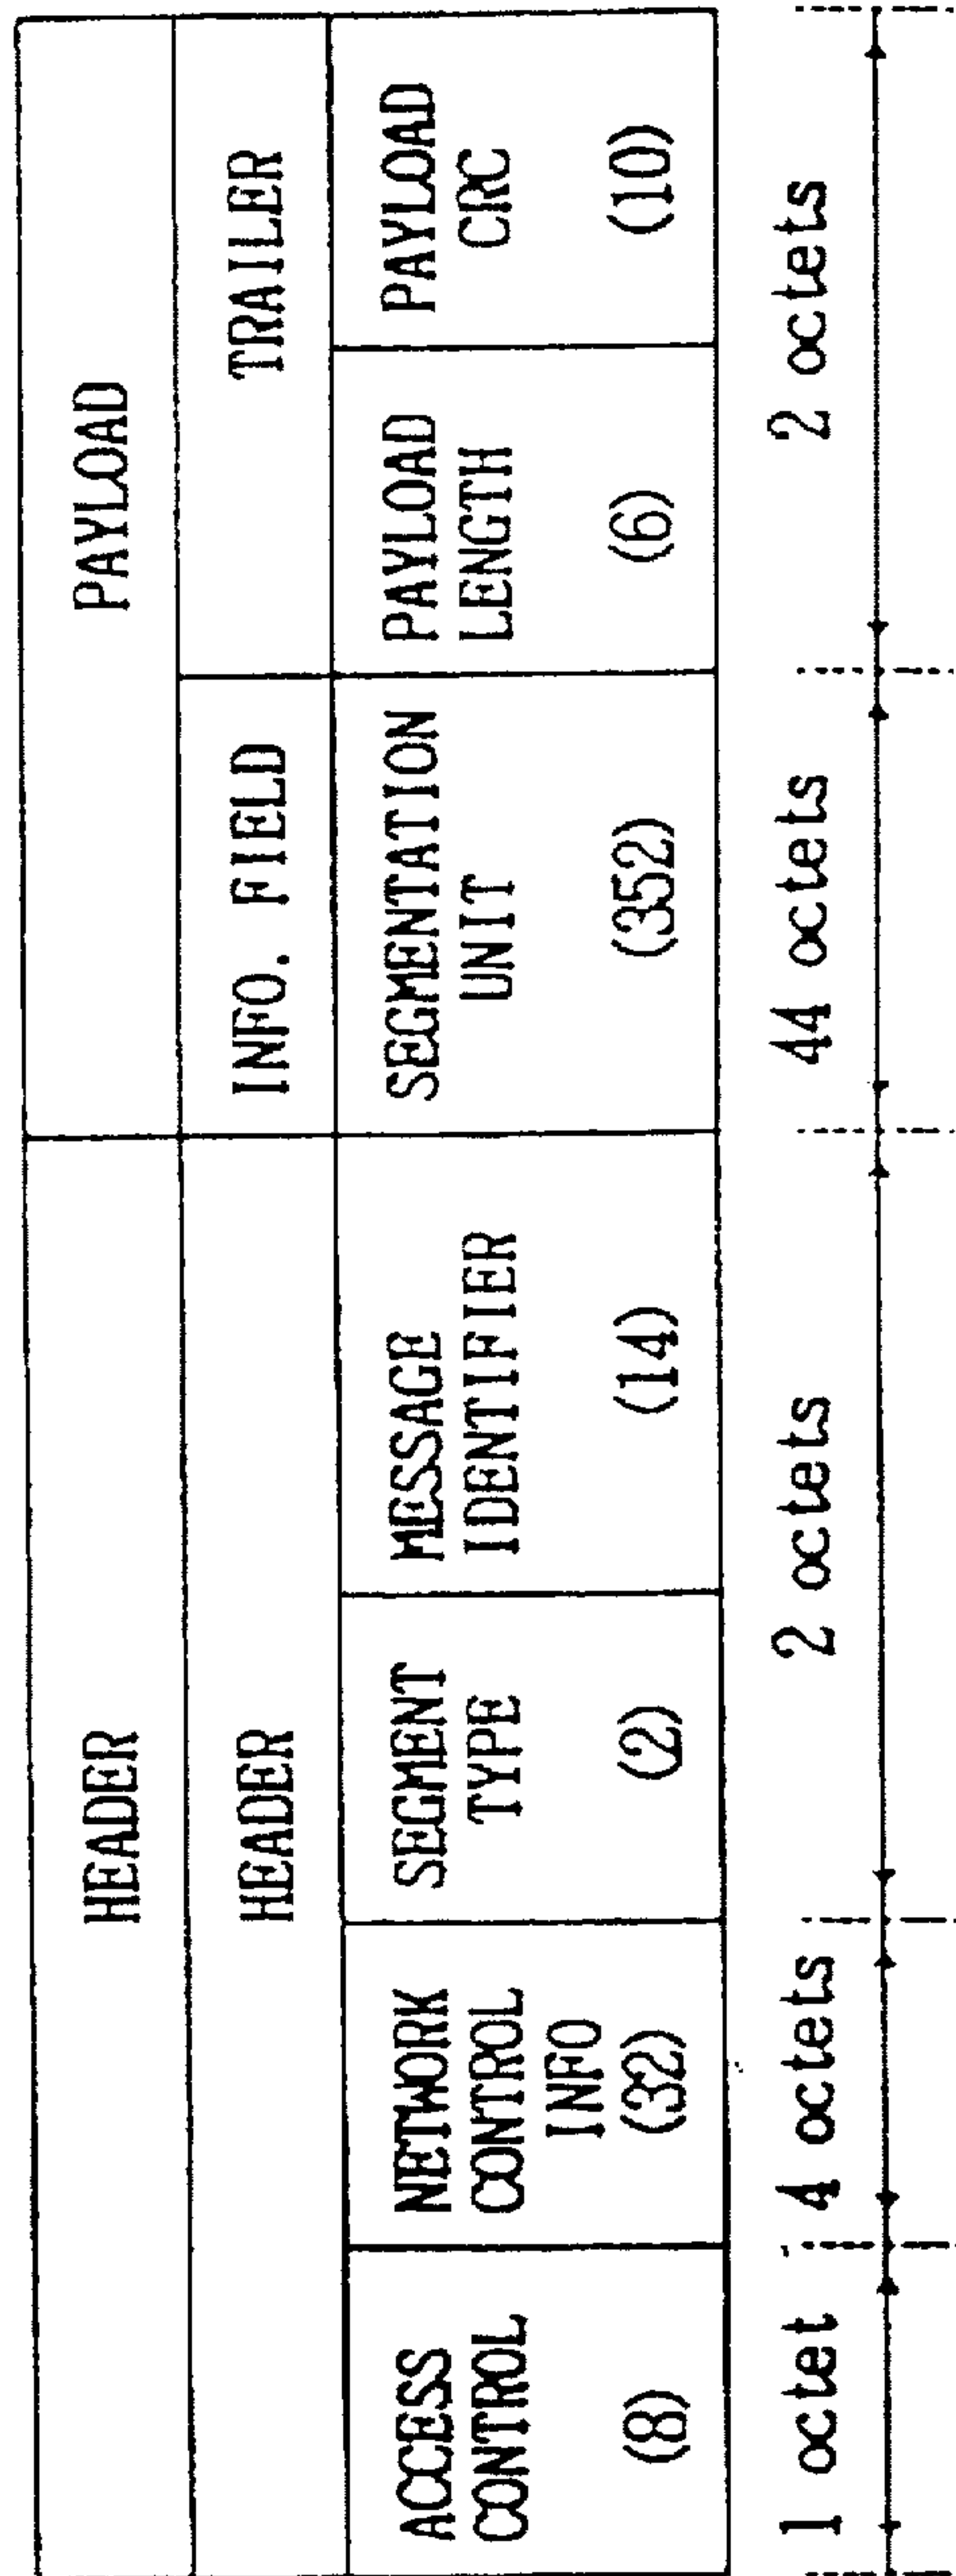 HEADER
PAYLOAD
HEADER
INFO. FIELD
TRAILER
ACCESS
CONTROL
(8)
NETWORK
CONTROL
INFO
(32)
SEGMENT
TYPE
(2)
MESSAGE
IDENTIFIER
(14)
SEGMENTATION
UNIT
(352)
PAYLOAD
LENGTH
(6)
PAYLOAD
CRC
(10)
1 octet
4 octets
2 octets
44 octets
2 octets